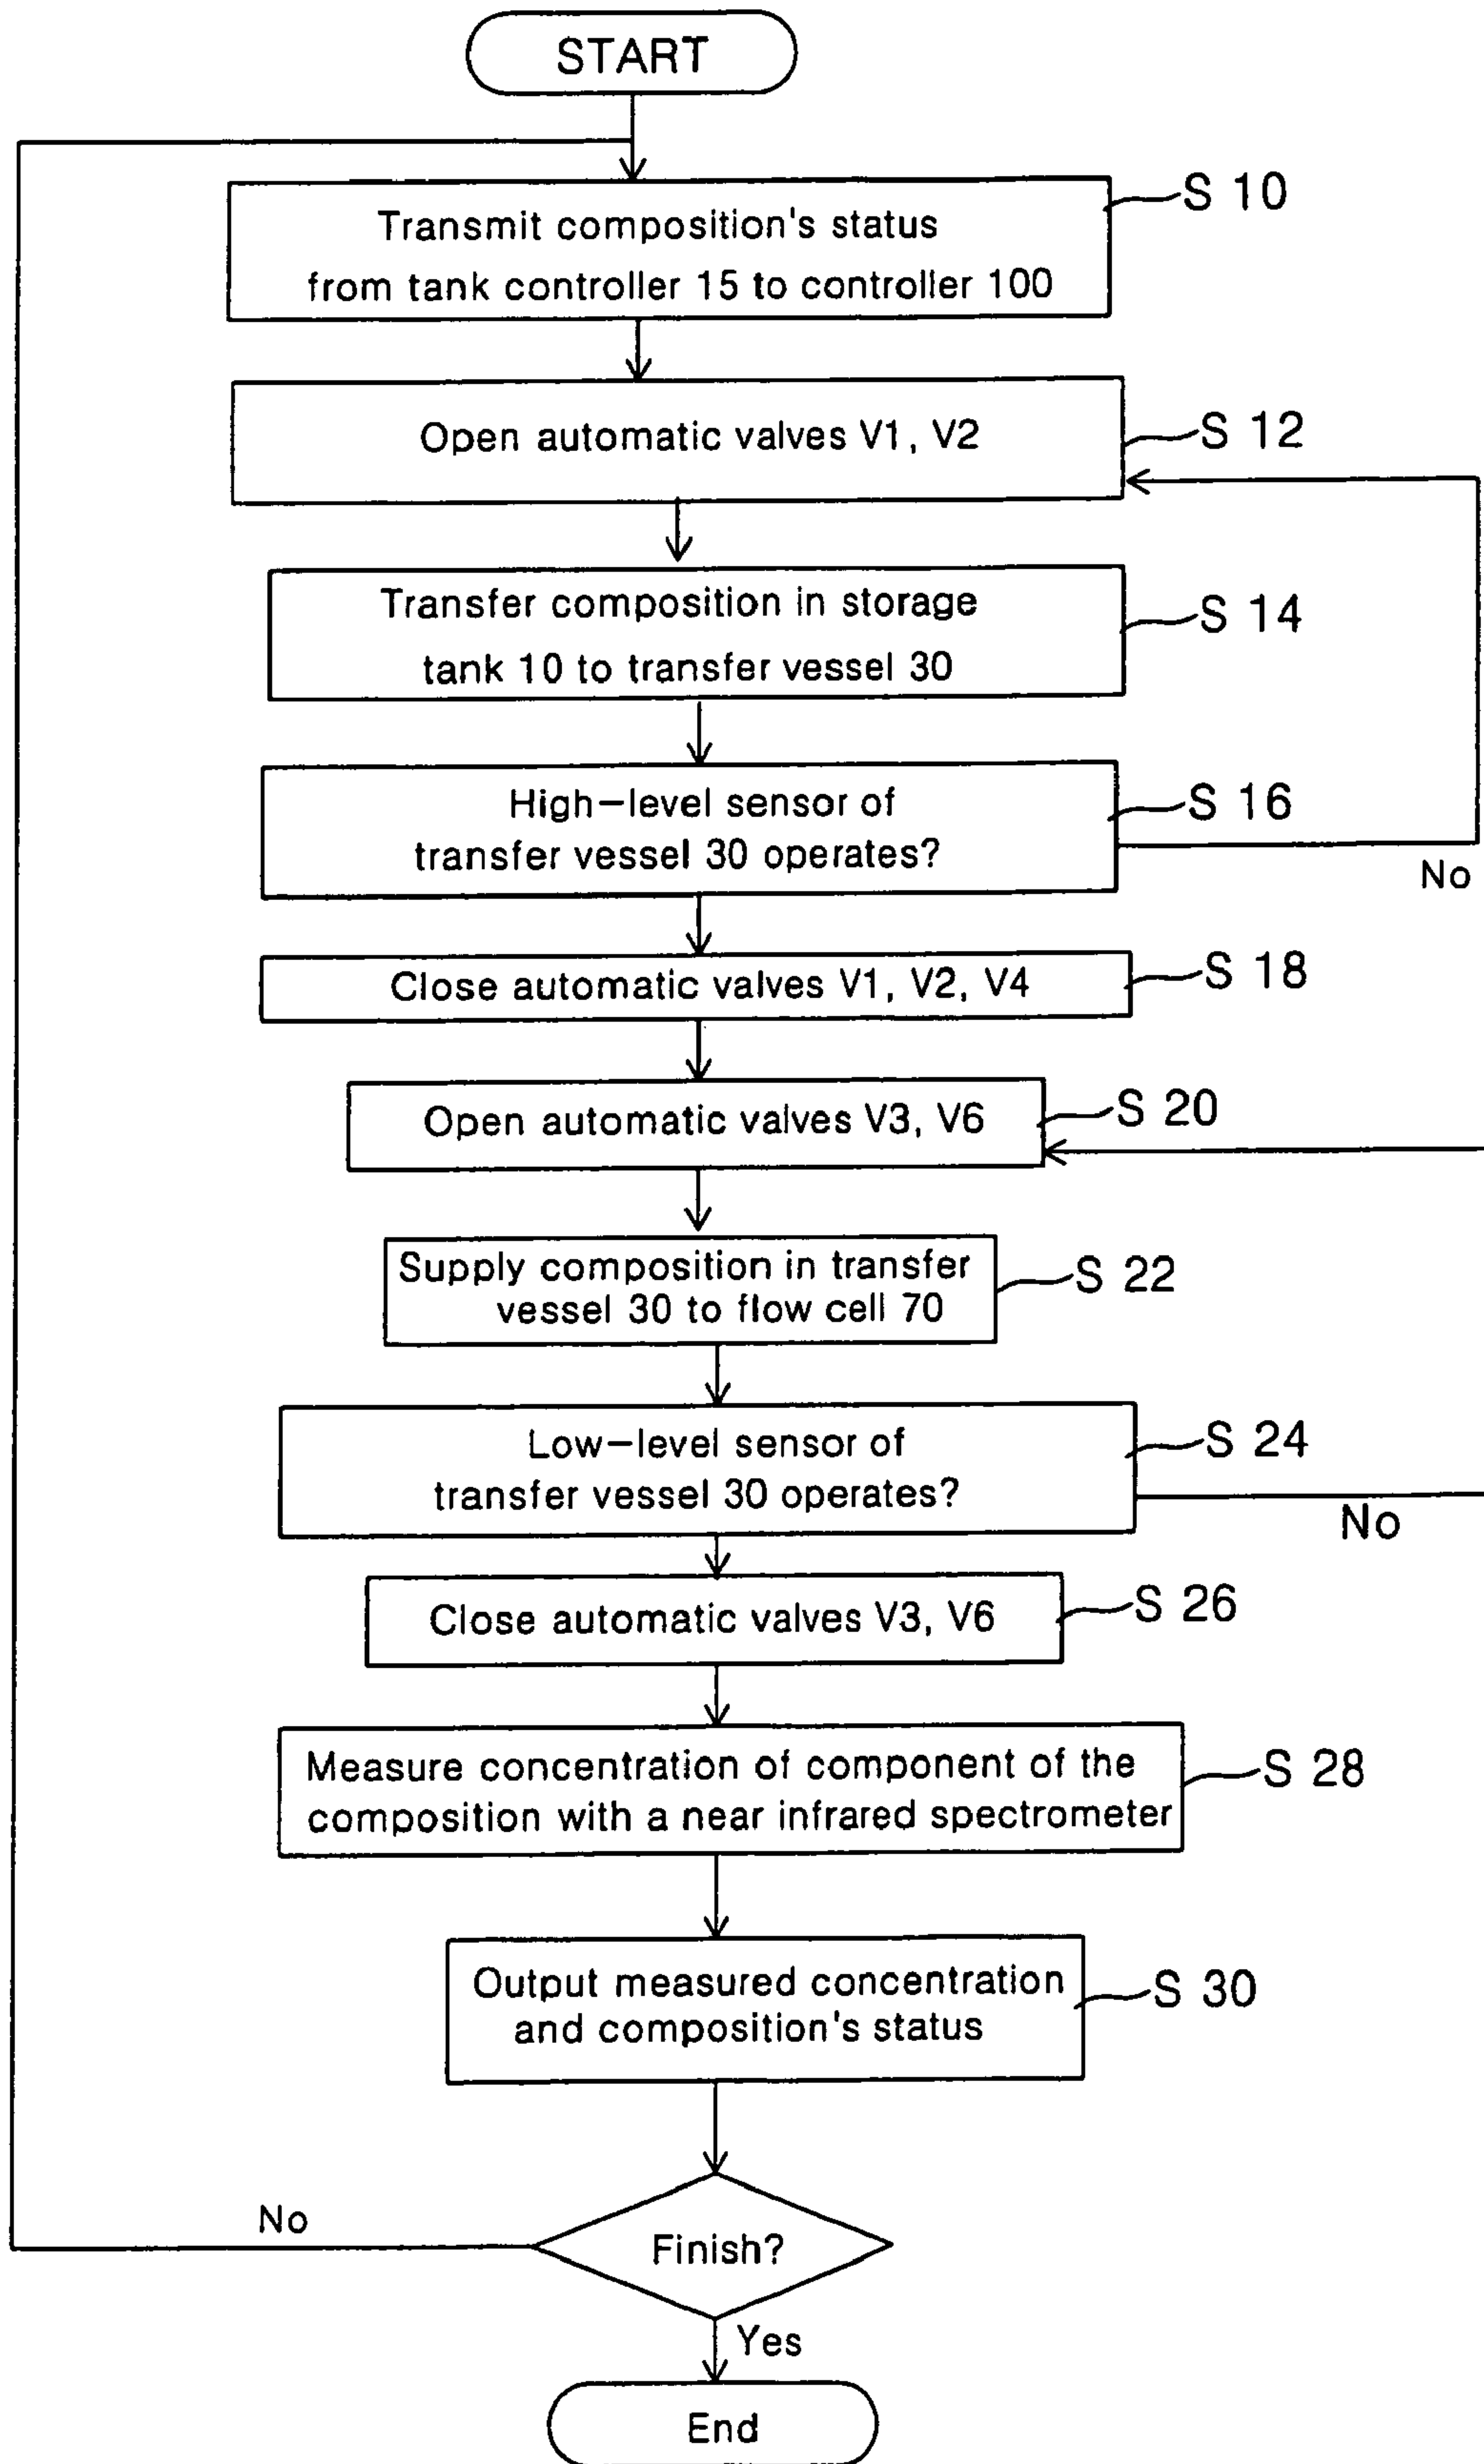 START
Transmit composition's status
from tank controller 15 to controller 100
S 10
Open automatic valves V1, V2
S 12
Transfer composition in storage
tank 10 to transfer vessel 30
S 14
High-level sensor of
transfer vessel 30 operates?
S 16
No
Close automatic valves V1, V2, V4
S 18
Open automatic valves V3, V6
S 20
Supply composition in transfer
vessel 30 to flow cell 70
S 22
Low-level sensor of
transfer vessel 30 operates?
S 24
No
Close automatic valves V3, V6
S 26
Measure concentration of component of the
composition with a near infrared spectrometer
S 28
Output measured concentration
and composition's status
S 30
No
Finish?
Yes
End